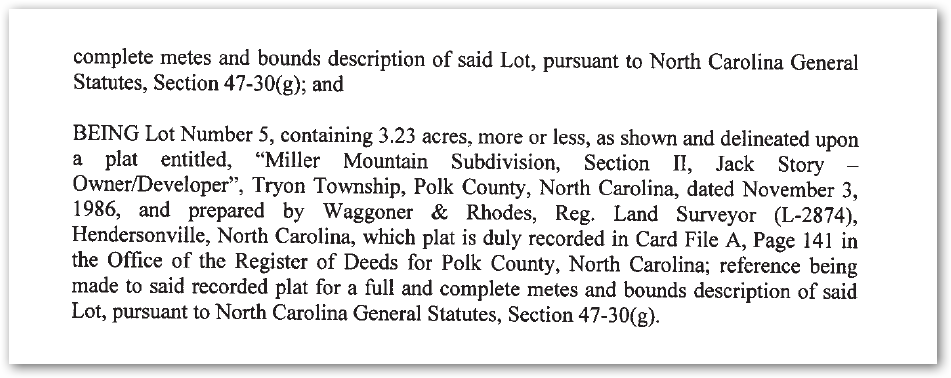 complete metes and bounds description of said Lot, pursuant to North Carolina General
Statutes, Section 47-30(g); and
BEING Lot Number 5, containing 3.23 acres, more or less, as shown and delineated upon
a plat entitled, “Miller Mountain Subdivision, Section II, Jack Story –
Owner/Developer”, Tryon Township, Polk County, North Carolina, dated November 3,
1986, and prepared by Waggoner & Rhodes, Reg. Land Surveyor (L-2874),
Hendersonville, North Carolina, which plat is duly recorded in Card File A, Page 141 in
the Office of the Register of Deeds for Polk County, North Carolina; reference being
made to said recorded plat for a full and complete metes and bounds description of said
Lot, pursuant to North Carolina General Statutes, Section 47-30(g).